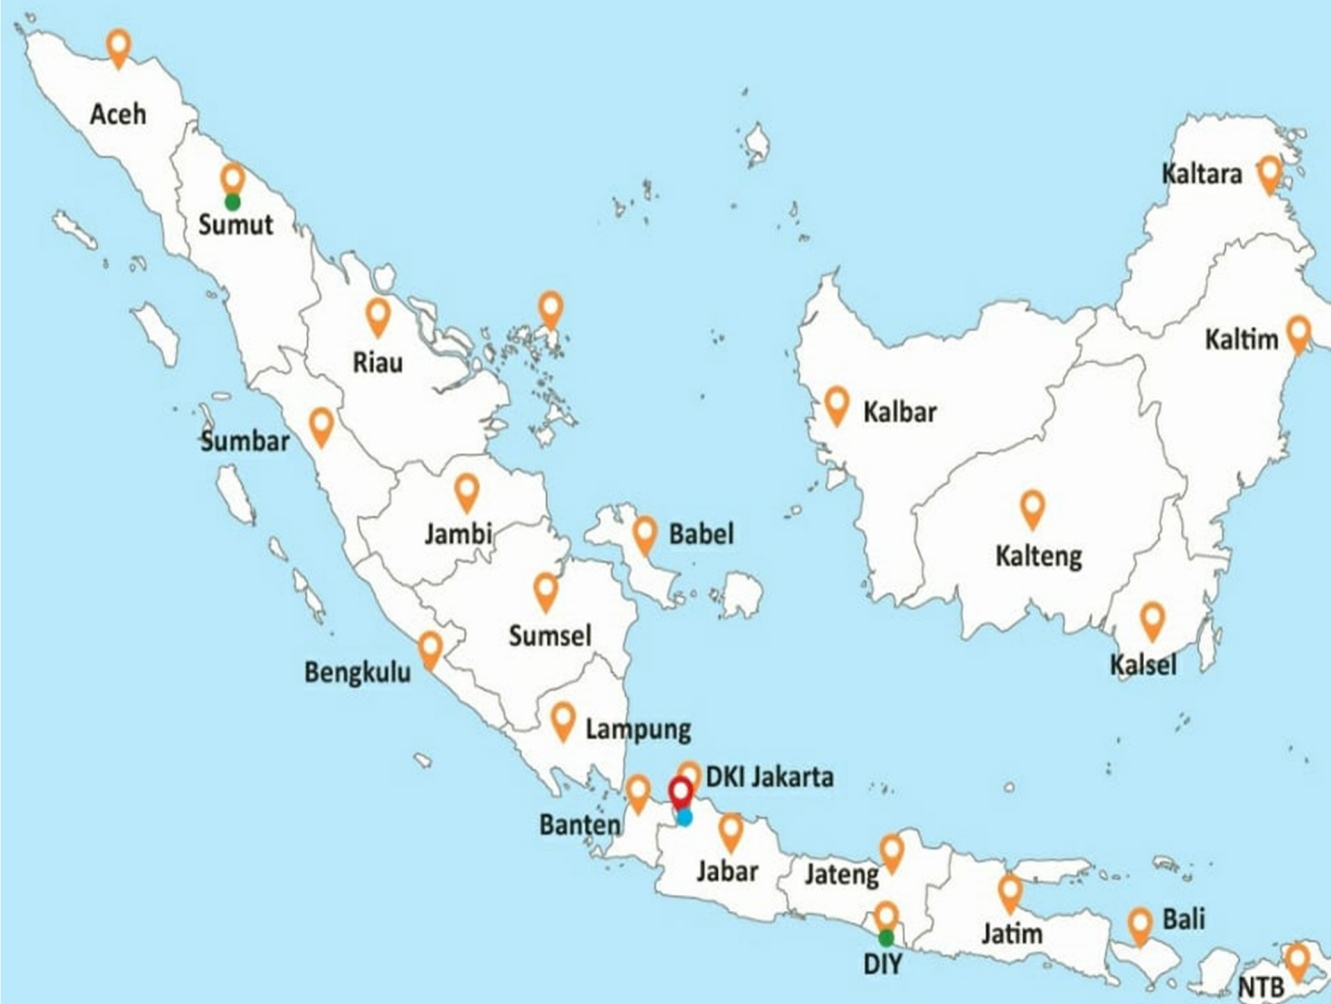 Aceh
Sumut
Kaltara
Riau
Kaltim
Sumbar
Kalbar
Jambi
Babel
Kalteng
Sumsel
Bengkulu
Kalsel
Lampung
DKI Jakarta
Banten
Jabar
Jateng
Jatim
Bali
DIY
NTB